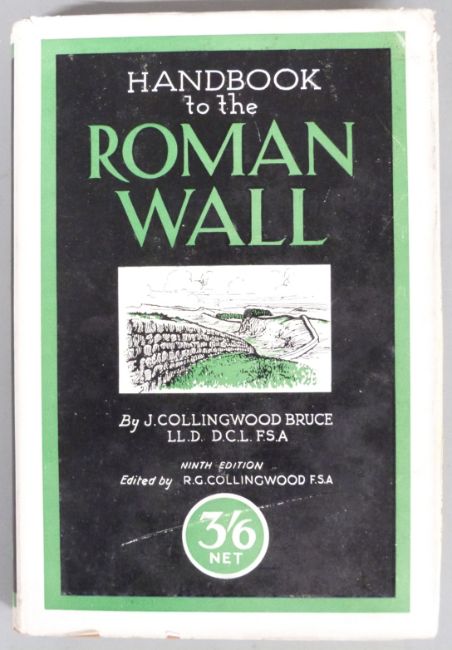 HANDBOOK
to the
ROMAN
WALL
By J. COLLINGWOOD BRUCE
LL.D. D.C.L. F.S.A
NINTH EDITION
Edited by R.G. COLLINGWOOD F.S.A
3/6
NET